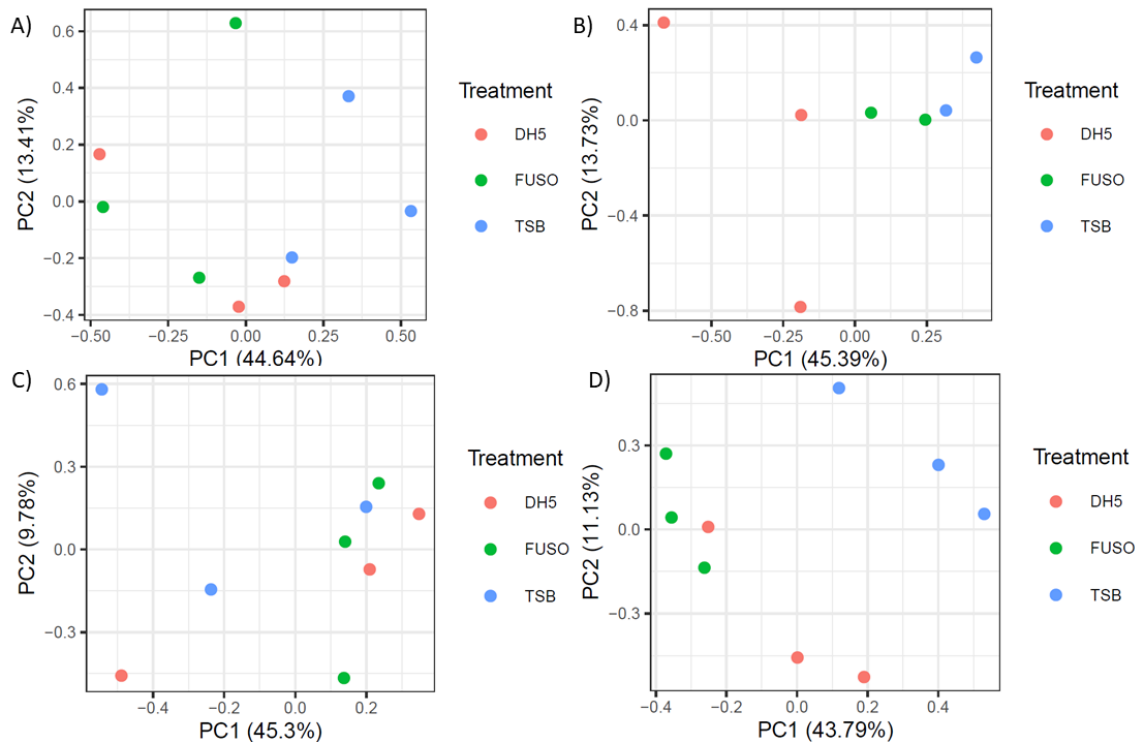 A)
0.6
0.4
0.2
0.0
−0.2
−0.4
PC2 (13.41%)
−0.50
−0.25
0.00
0.25
0.50
PC1 (44.64%)
Treatment
DH5
FUSO
TSB
B)
0.4
0.0
−0.4
−0.8
PC2 (13.73%)
−0.50
−0.25
0.00
0.25
PC1 (45.39%)
Treatment
DH5
FUSO
TSB
C)
0.6
0.3
0.0
−0.3
PC2 (9.78%)
−0.4
−0.2
0.0
0.2
PC1 (45.3%)
Treatment
DH5
FUSO
TSB
D)
0.3
0.0
−0.3
PC2 (11.13%)
−0.4
−0.2
0.0
0.2
0.4
PC1 (43.79%)
Treatment
DH5
FUSO
TSB